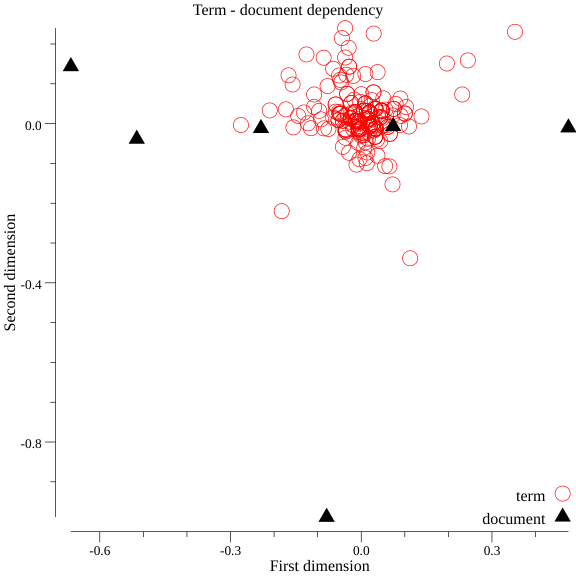 Term - document dependency
0.0
-0.4
-0.8
Second dimension
term
document
-0.6
-0.3
0.0
0.3
First dimension